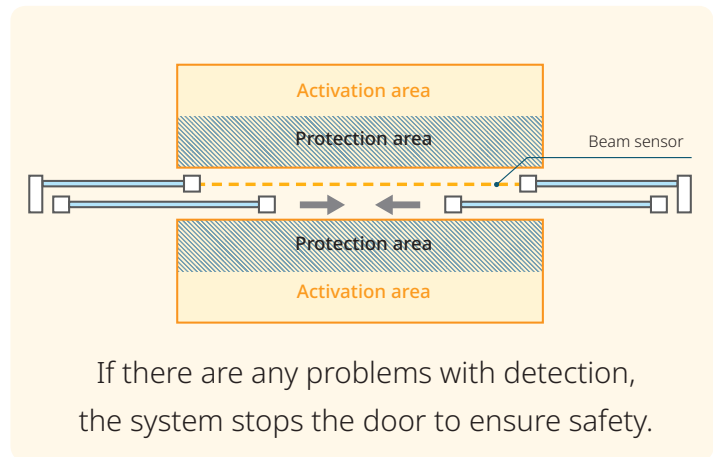 Activation area
Protection area
Beam sensor
Protection area
Activation area
If there are any problems with detection,
the system stops the door to ensure safety.